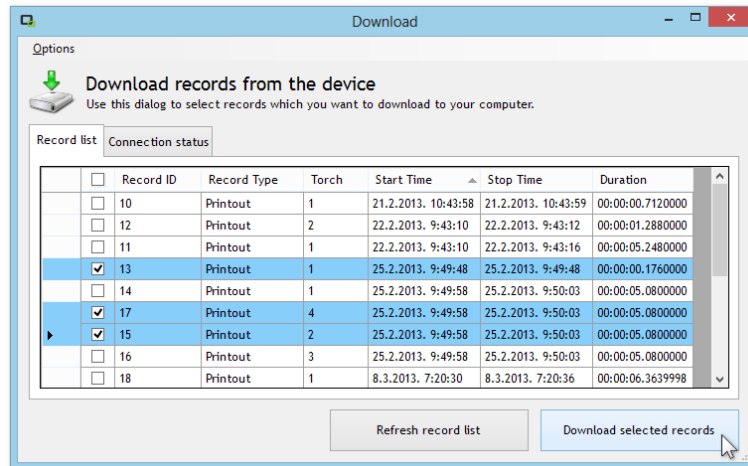 Download
Options
Download records from the device
Use this dialog to select records which you want to download to your computer.
Record list Connection status
Record ID Record Type Torch Start Time Stop Time Duration
10 Printout 1 21.2.2013. 10:43:58 21.2.2013. 10:43:59 00:00:00.7120000
12 Printout 2 22.2.2013. 9:43:10 22.2.2013. 9:43:12 00:00:01.2880000
11 Printout 1 22.2.2013. 9:43:10 22.2.2013. 9:43:16 00:00:05.2480000
13 Printout 1 25.2.2013. 9:49:48 25.2.2013. 9:49:48 00:00:00.1760000
14 Printout 1 25.2.2013. 9:49:58 25.2.2013. 9:50:03 00:00:05.0800000
17 Printout 4 25.2.2013. 9:49:58 25.2.2013. 9:50:03 00:00:05.0800000
15 Printout 2 25.2.2013. 9:49:58 25.2.2013. 9:50:03 00:00:05.0800000
16 Printout 3 25.2.2013. 9:49:58 25.2.2013. 9:50:03 00:00:05.0800000
18 Printout 1 8.3.2013. 7:20:30 8.3.2013. 7:20:36 00:00:06.3639998
Refresh record list Download selected records